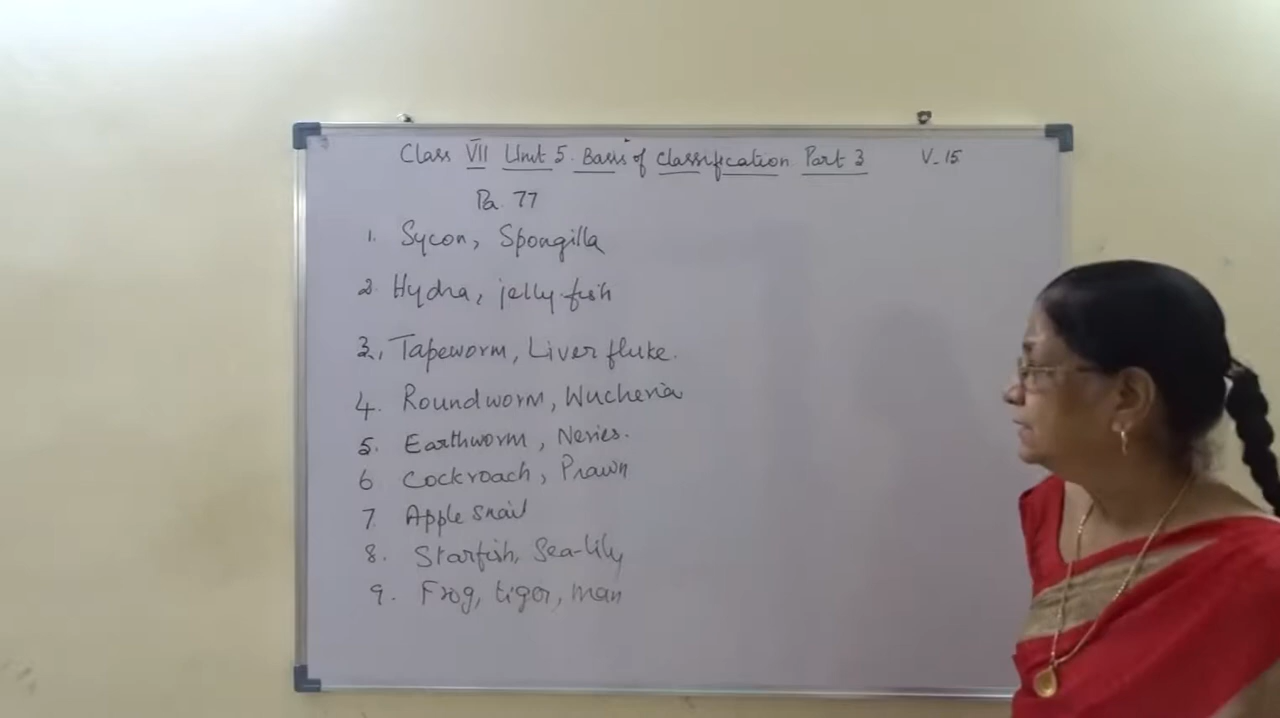 Class VII Unit 5. Basis of classification Part 3 V-15
Pa. 77
1. Sycon, Spongilla
2. Hydra, jelly-fish
3. Tapeworm, Liver fluke.
4. Roundworm, Wucheria
5. Earthworm, Neries.
6 Cockroach, Prawn
7. Apple snail
8. Starfish, Sea-lily
9. Frog, tiger, man